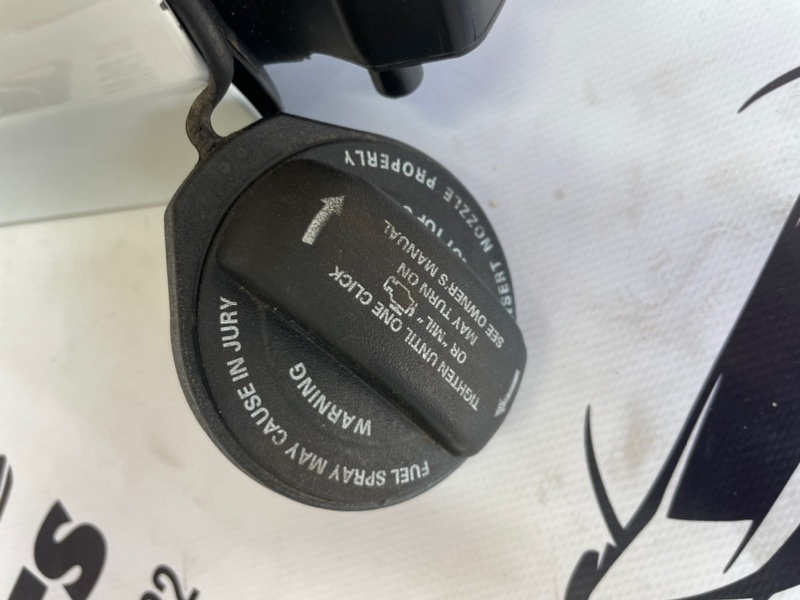 WARNING
FUEL SPRAY MAY CAUSE IN JURY
TIGHTEN UNTIL ONE CLICK
OR "MIL"
MAY TURN ON
SEE OWNER'S MANUAL
NOZZLE PROPERLY